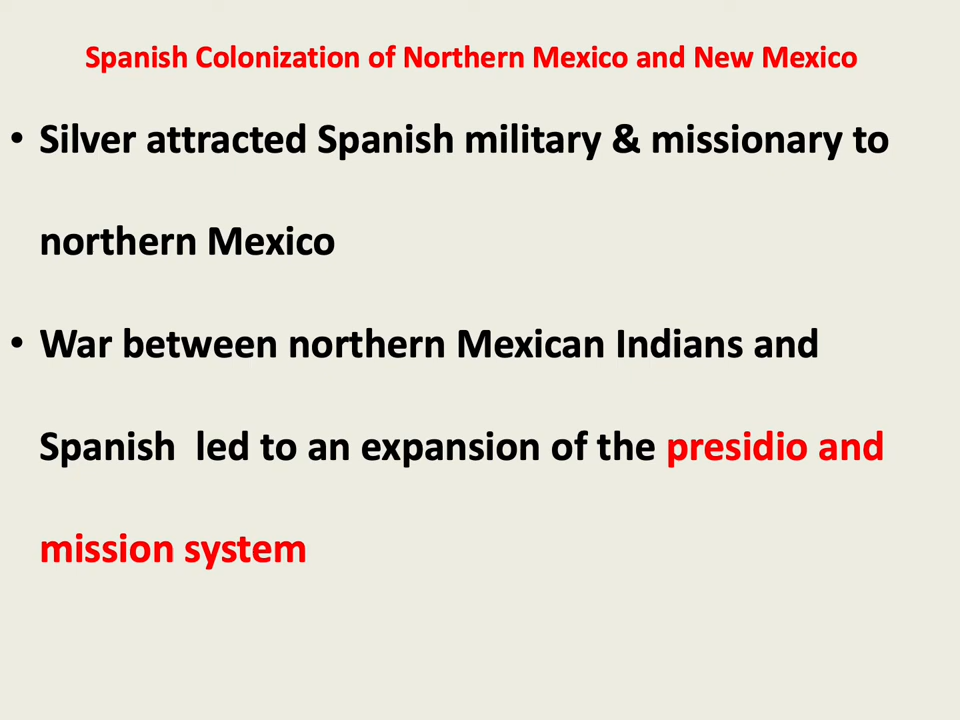 Spanish Colonization of Northern Mexico and New Mexico
• Silver attracted Spanish military & missionary to
northern Mexico
• War between northern Mexican Indians and
Spanish  led to an expansion of the presidio and
mission system